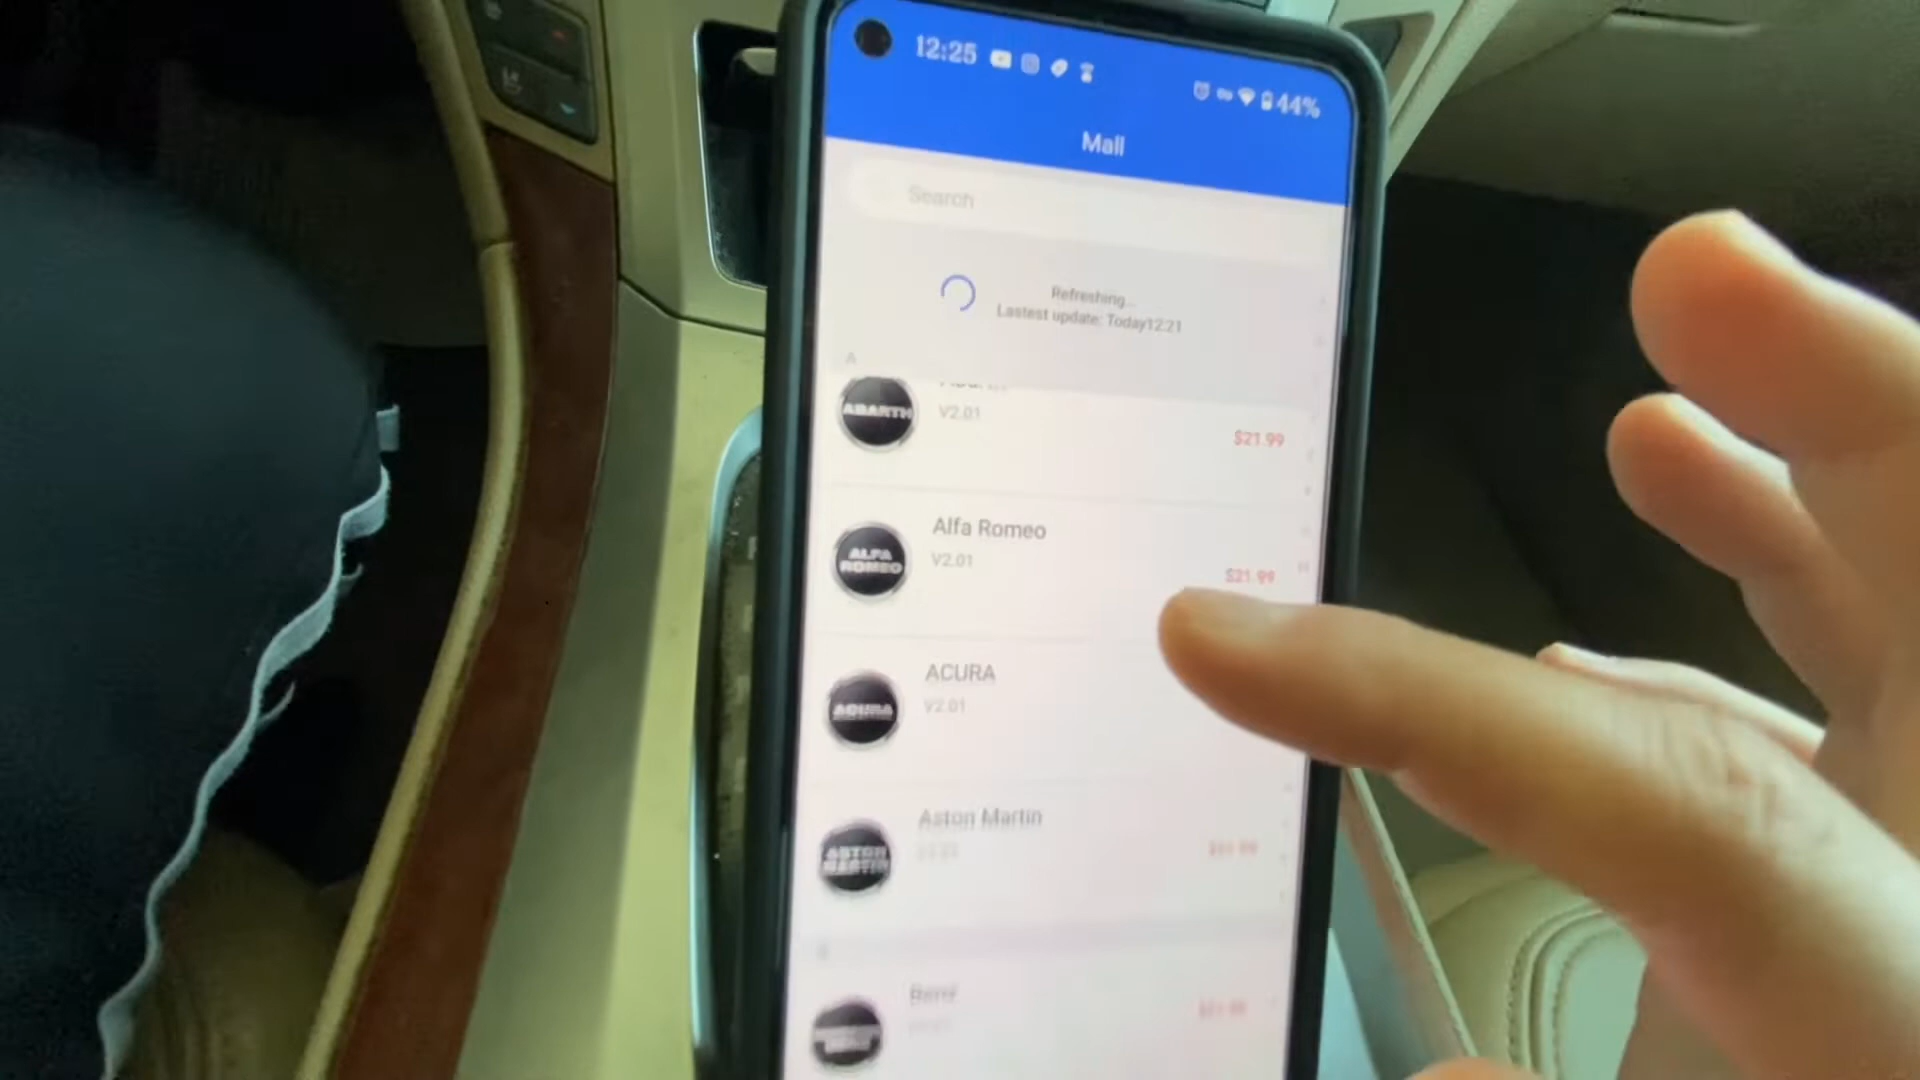 12:25
44%
Mall
Search
Refreshing...
Lastest update: Today12:21
A
ABARTH
V2.01
$21.99
Alfa Romeo
ALFA
ROMEO
V2.01
$21.99
ACURA
ACURA
V2.01
Aston Martin
ASTON
MARTIN
Benz